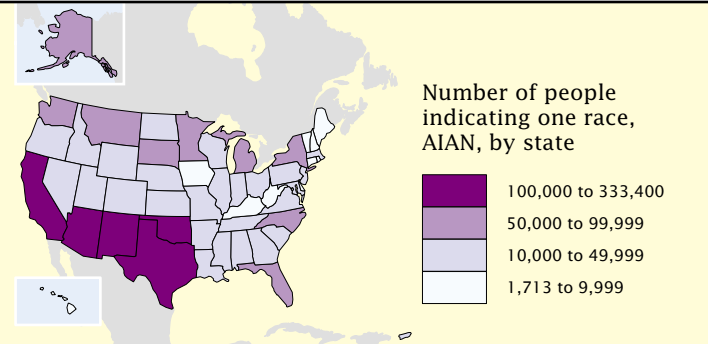 Number of people
indicating one race,
AIAN, by state
100,000 to 333,400
50,000 to 99,999
10,000 to 49,999
1,713 to 9,999